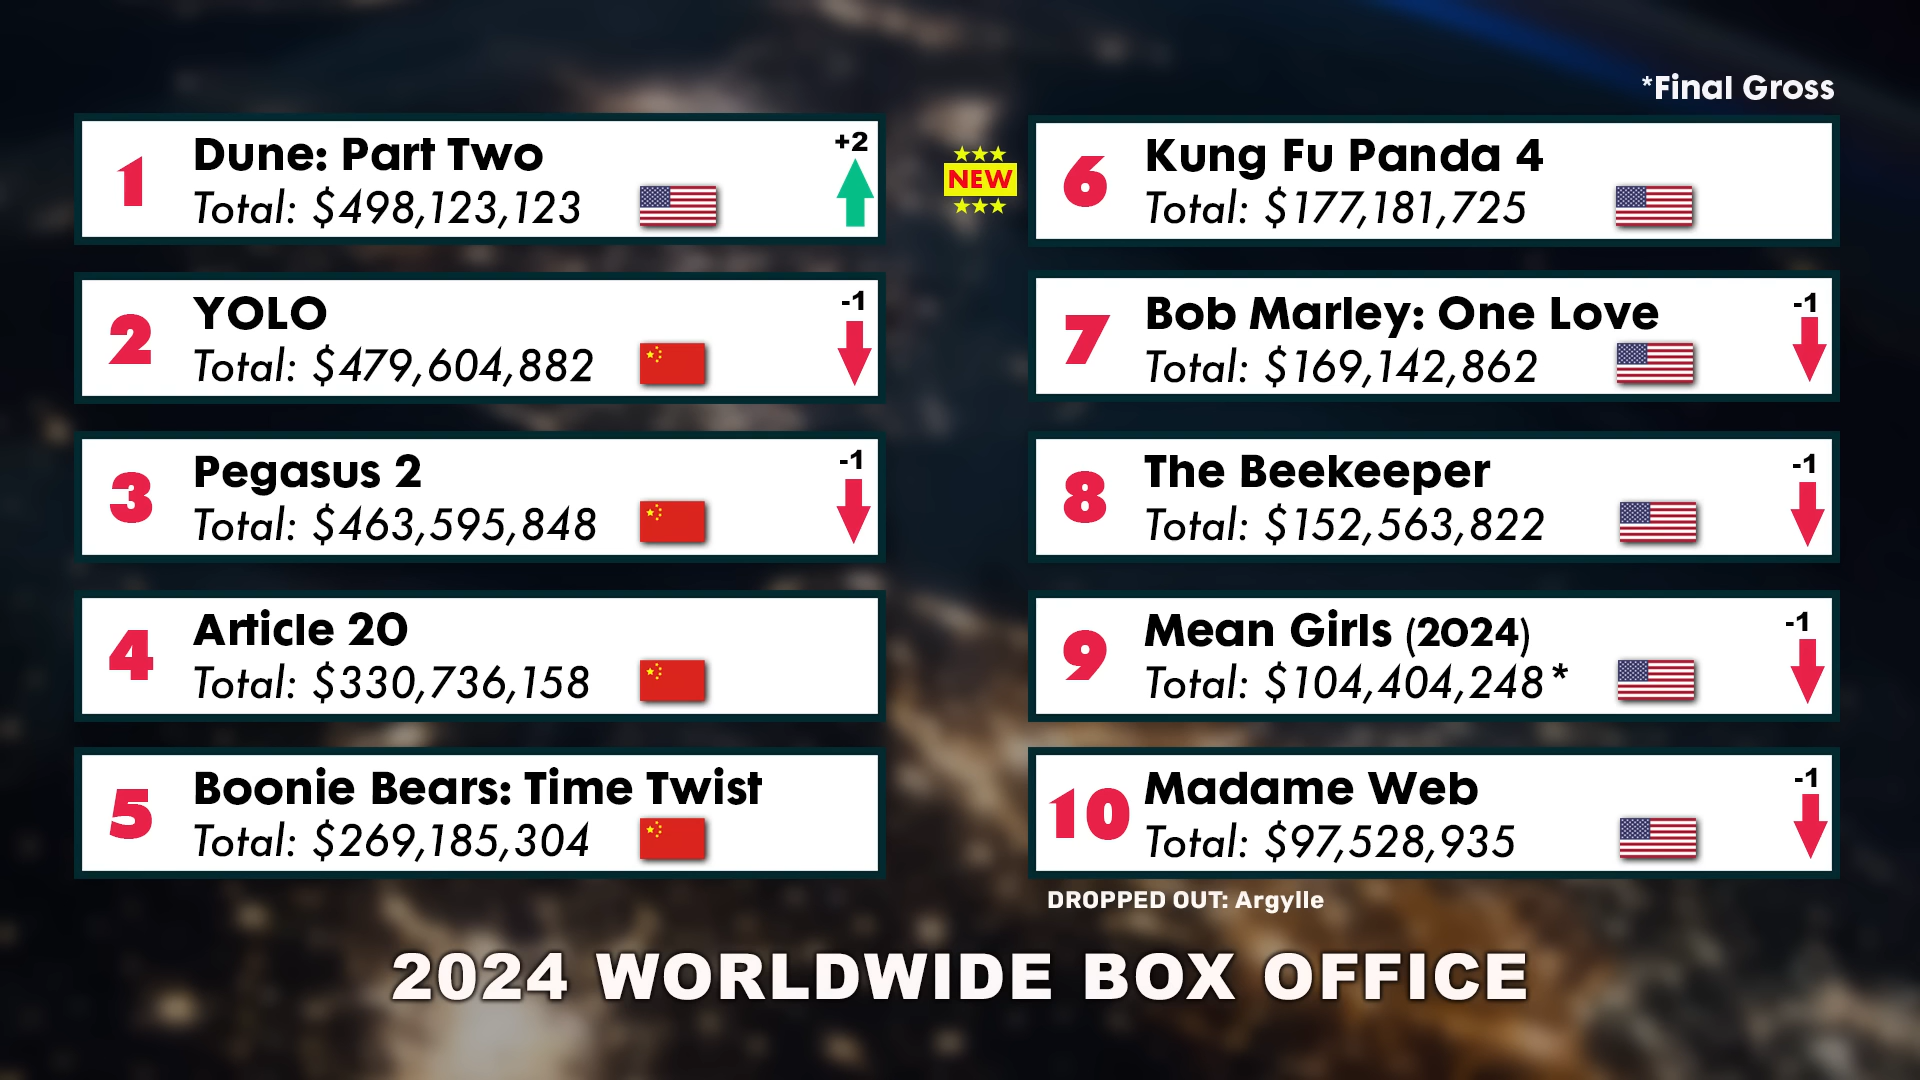 *Final Gross
1
Dune: Part Two
Total: $498,123,123
+2
2
YOLO
Total: $479,604,882
-1
3
Pegasus 2
Total: $463,595,848
-1
4
Article 20
Total: $330,736,158
5
Boonie Bears: Time Twist
Total: $269,185,304
NEW
6
Kung Fu Panda 4
Total: $177,181,725
7
Bob Marley: One Love
Total: $169,142,862
-1
8
The Beekeeper
Total: $152,563,822
-1
9
Mean Girls (2024)
Total: $104,404,248*
-1
10
Madame Web
Total: $97,528,935
-1
DROPPED OUT: Argylle
2024 WORLDWIDE BOX OFFICE